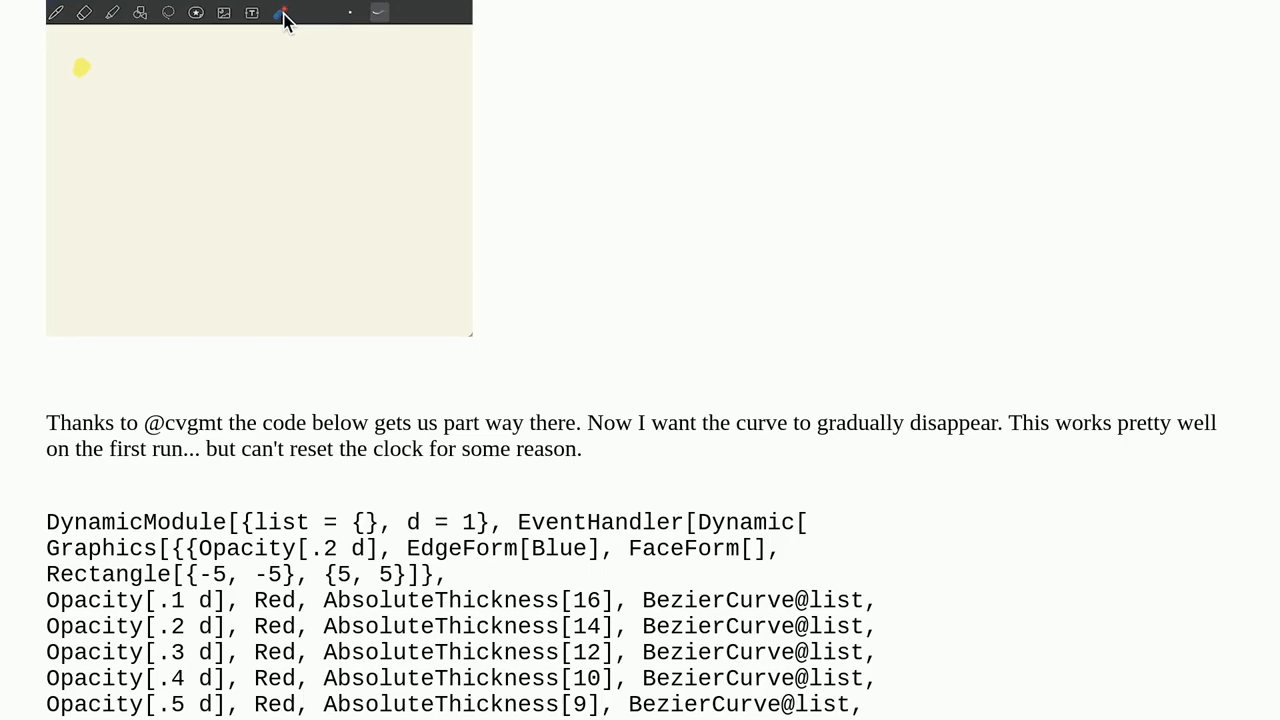 Thanks to @cvgmt the code below gets us part way there. Now I want the curve to gradually disappear. This works pretty well
on the first run... but can't reset the clock for some reason.
DynamicModule[{list = {}, d = 1}, EventHandler[Dynamic[
Graphics[{{Opacity[.2 d], EdgeForm[Blue], FaceForm[],
Rectangle[{-5, -5}, {5, 5}]},
Opacity[.1 d], Red, AbsoluteThickness[16], BezierCurve@list,
Opacity[.2 d], Red, AbsoluteThickness[14], BezierCurve@list,
Opacity[.3 d], Red, AbsoluteThickness[12], BezierCurve@list,
Opacity[.4 d], Red, AbsoluteThickness[10], BezierCurve@list,
Opacity[.5 d], Red, AbsoluteThickness[9], BezierCurve@list,